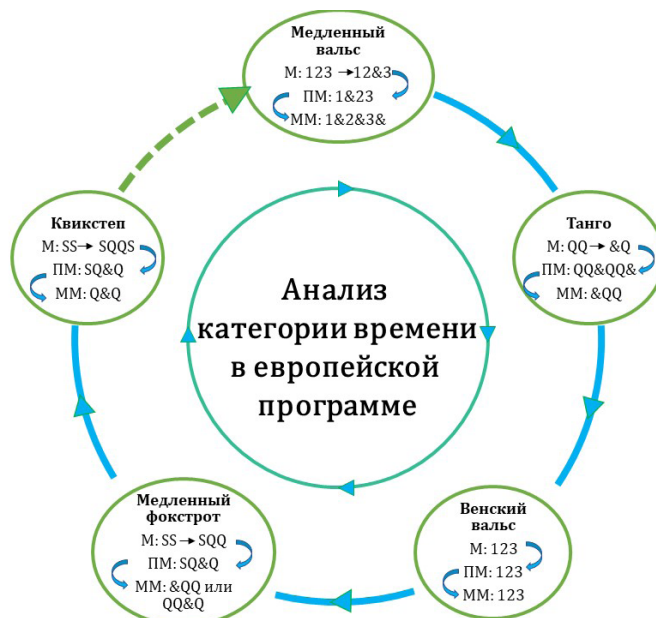 Медленный
вальс
М: 123 →12&3
ПМ: 1&23
ММ: 1&2&3&
Танго
М: QQ → &Q
ПМ: QQ&QQ&
ММ: &QQ
Венский
вальс
М: 123
ПМ: 123
ММ: 123
Медленный
фокстрот
М: SS → SQQ
ПМ: SQ&Q
ММ: &QQ или
QQ&Q
Квикстеп
М: SS→ SQQS
ПМ: SQ&Q
ММ: Q&Q
Анализ
категории времени
в европейской
программе